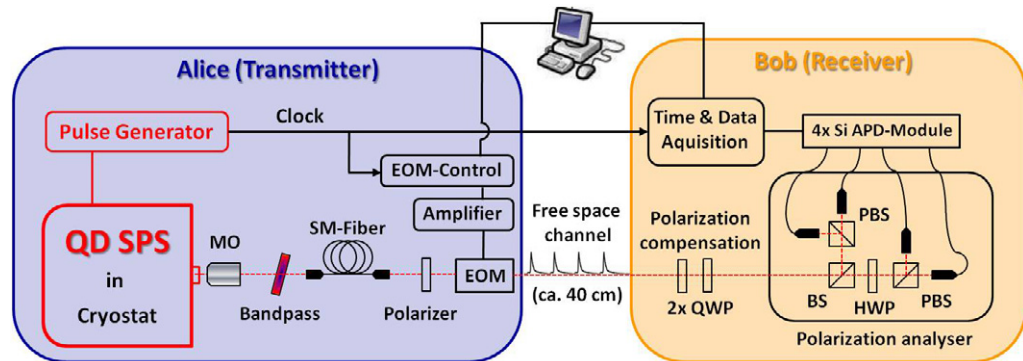 Alice (Transmitter)
Bob (Receiver)
Pulse Generator
Clock
EOM-Control
Amplifier
Time & Data
Aquisition
4x Si APD-Module
QD SPS
in
Cryostat
MO
SM-Fiber
Bandpass
Polarizer
EOM
Free space
channel
(ca. 40 cm)
Polarization
compensation
2x QWP
PBS
BS
HWP
PBS
Polarization analyser